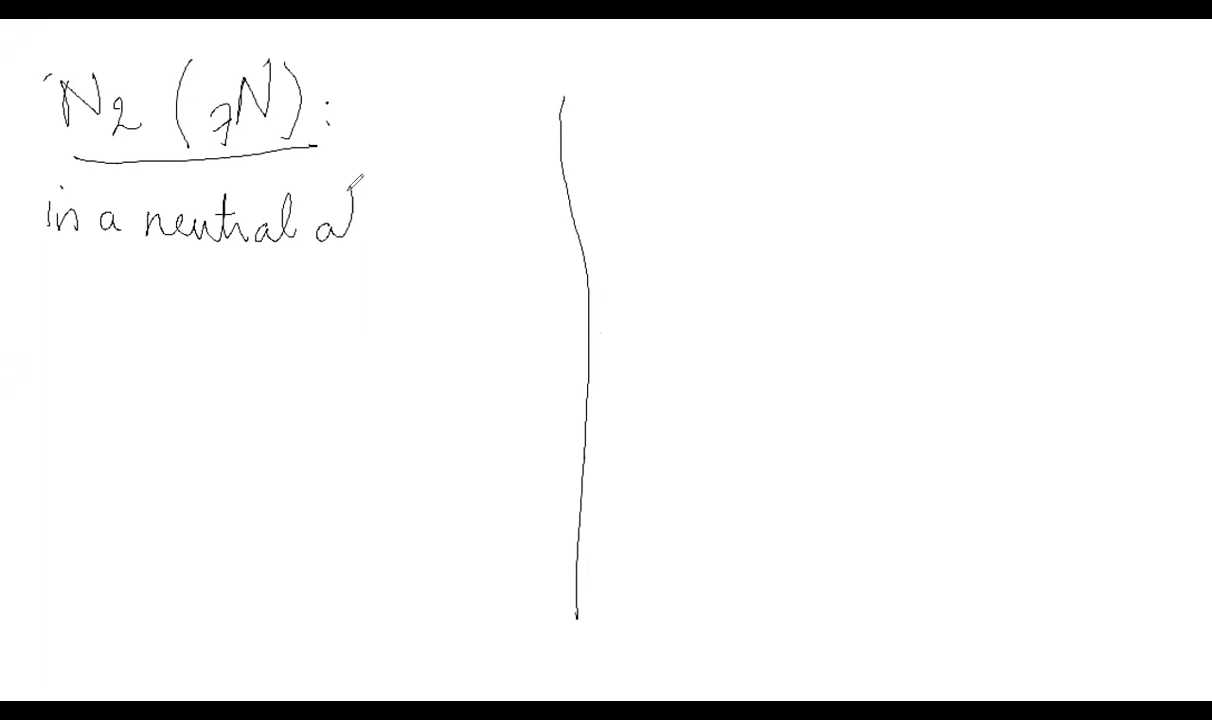 N₂ (₇N):
in a neutral